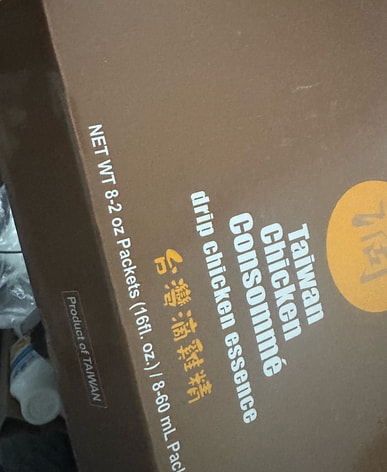 Taiwan
Chicken
Consommé
drip chicken essence
台灣滴雞精
NET WT 8-2 oz Packets (16fl. oz.) / 8-60 mL Pack
Product of TAIWAN